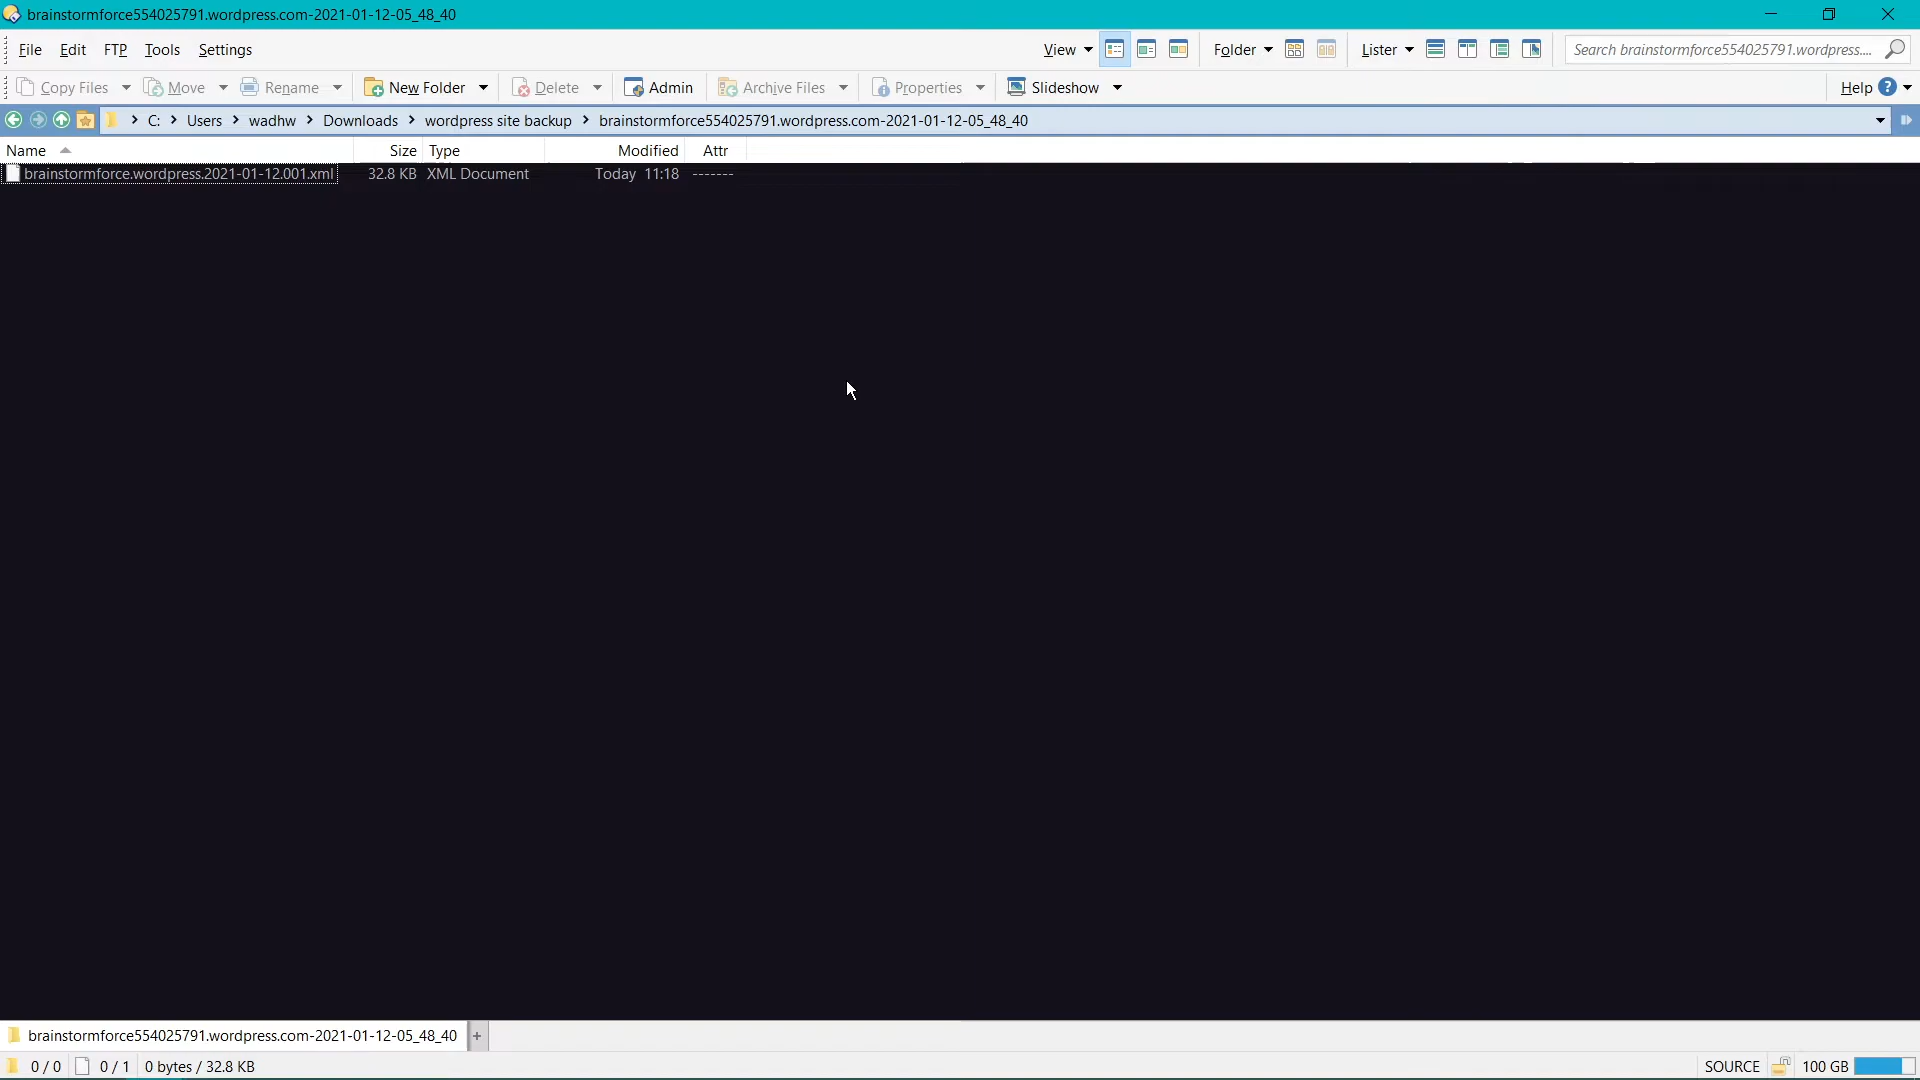 brainstormforce554025791.wordpress.com-2021-01-12-05_48_40
File Edit FTP Tools Settings View Folder Lister Search brainstormforce554025791.wordpress....
Copy Files Move Rename New Folder Delete Admin Archive Files Properties Slideshow Help
C: Users wadhw Downloads wordpress site backup brainstormforce554025791.wordpress.com-2021-01-12-05_48_40
Name Size Type Modified Attr
brainstormforce.wordpress.2021-01-12.001.xml 32.8 KB XML Document Today 11:18 -------
brainstormforce554025791.wordpress.com-2021-01-12-05_48_40 +
0 / 0 0 / 1 0 bytes / 32.8 KB SOURCE 100 GB